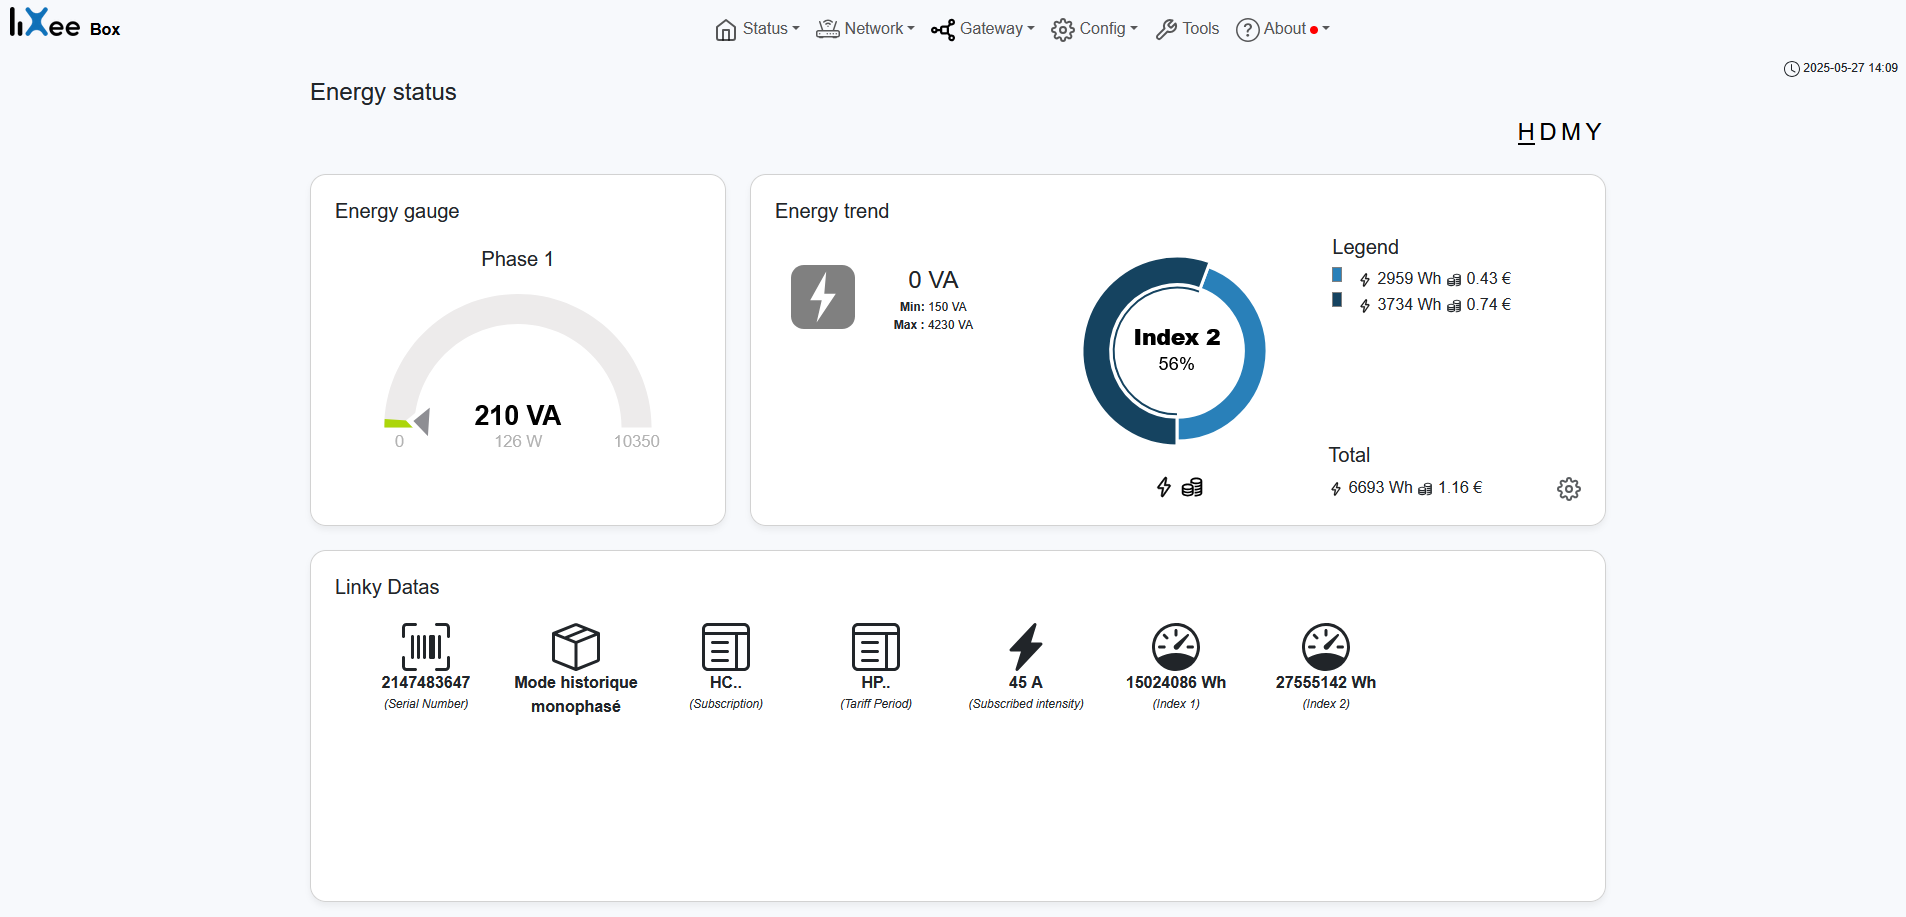 liXee Box
Status Network Gateway Config Tools About
2025-05-27 14:09
Energy status
H D M Y
Energy gauge
Phase 1
210 VA
0 126 W 10350
Energy trend
0 VA
Min: 150 VA
Max : 4230 VA
Index 2
56%
Legend
2959 Wh 0.43 €
3734 Wh 0.74 €
Total
6693 Wh 1.16 €
Linky Datas
2147483647
(Serial Number)
Mode historique
monophasé
HC..
(Subscription)
HP..
(Tariff Period)
45 A
(Subscribed intensity)
15024086 Wh
(Index 1)
27555142 Wh
(Index 2)